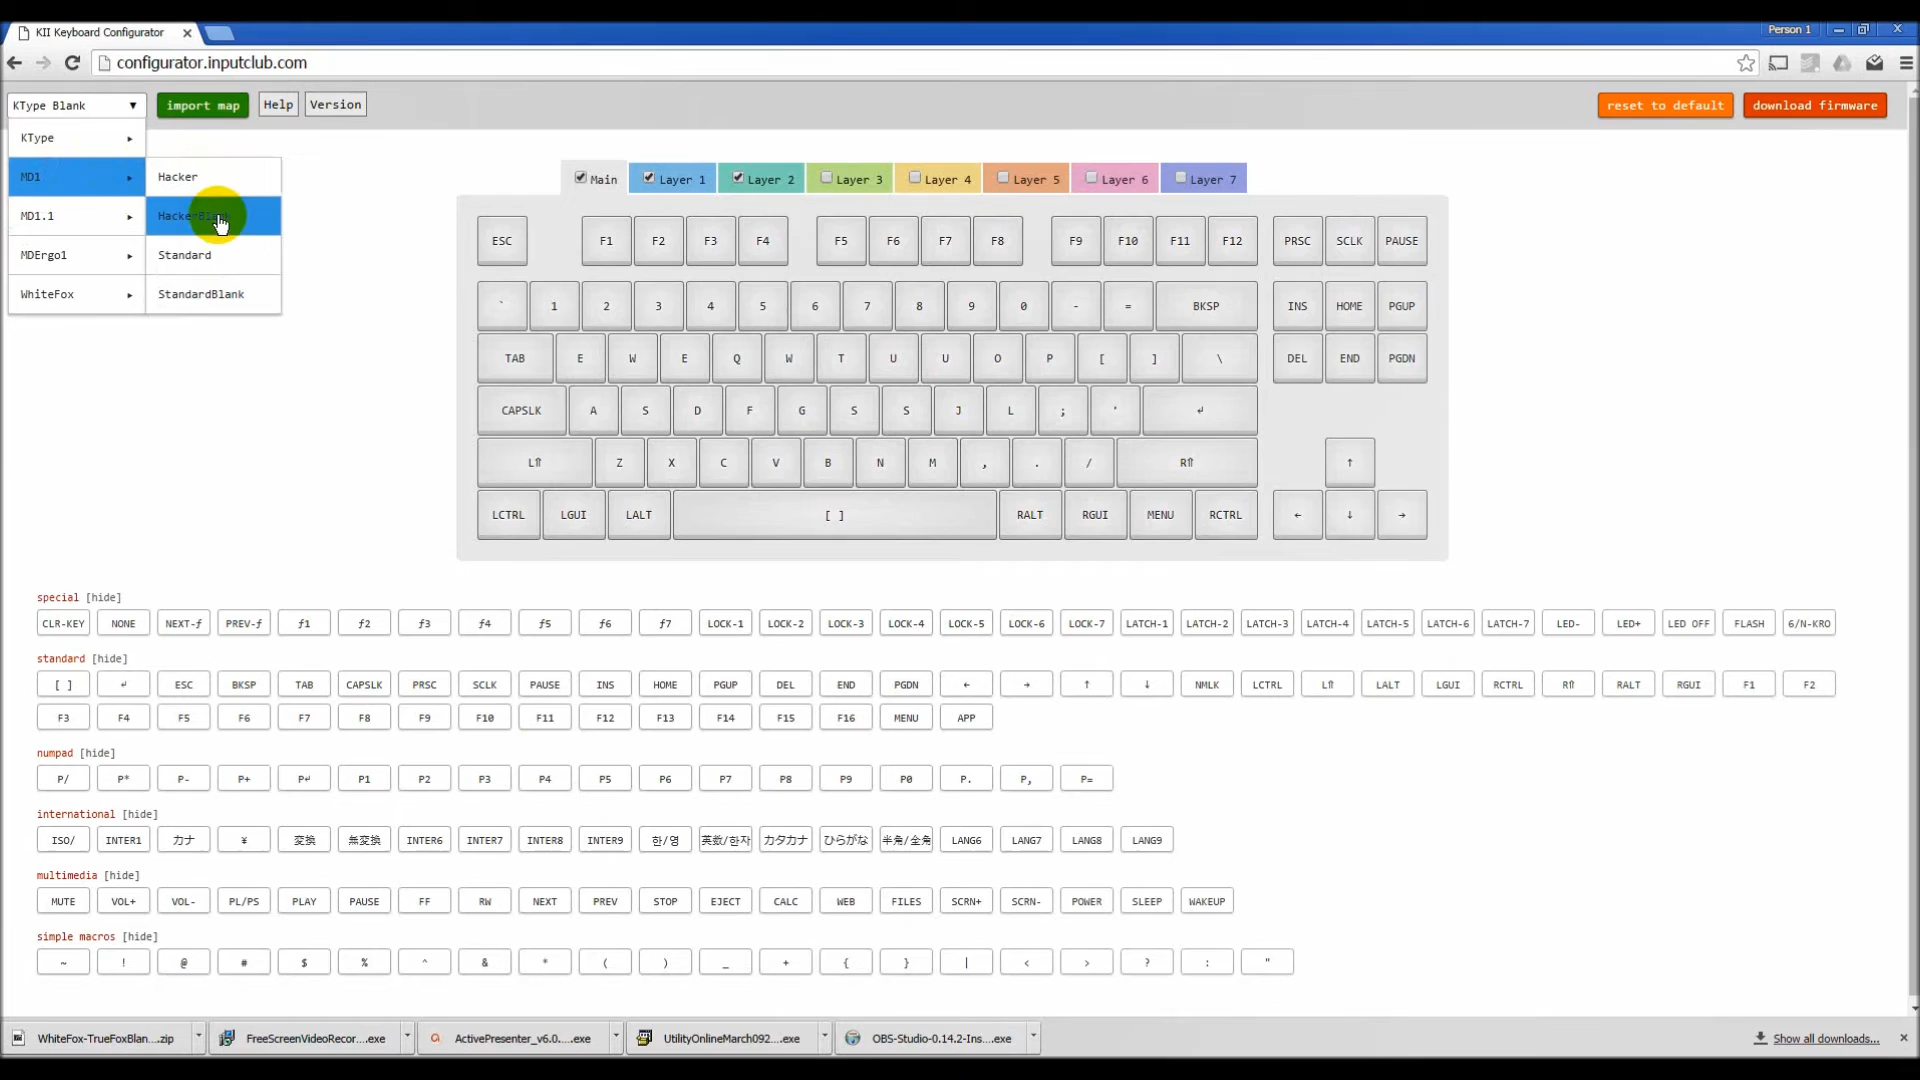 KII Keyboard Configurator
Person 1
configurator.inputclub.com
KType Blank ▼ import map Help Version reset to default download firmware
KType
MD1
MD1.1
MDErgo1
WhiteFox
Hacker
HackerBlank
Standard
StandardBlank
Main Layer 1 Layer 2 Layer 3 Layer 4 Layer 5 Layer 6 Layer 7
ESC F1 F2 F3 F4 F5 F6 F7 F8 F9 F10 F11 F12 PRSC SCLK PAUSE
` 1 2 3 4 5 6 7 8 9 0 - = BKSP INS HOME PGUP
TAB E W E Q W T U U O P [ ] \ DEL END PGDN
CAPSLK A S D F G S S J L ; ' ↵
L⇑ Z X C V B N M , . / R⇑ ↑
LCTRL LGUI LALT [ ] RALT RGUI MENU RCTRL ← ↓ →
special [hide]
CLR-KEY NONE NEXT-ƒ PREV-ƒ ƒ1 ƒ2 ƒ3 ƒ4 ƒ5 ƒ6 ƒ7 LOCK-1 LOCK-2 LOCK-3 LOCK-4 LOCK-5 LOCK-6 LOCK-7 LATCH-1 LATCH-2 LATCH-3 LATCH-4 LATCH-5 LATCH-6 LATCH-7 LED- LED+ LED OFF FLASH 6/N-KRO
standard [hide]
[ ] ↵ ESC BKSP TAB CAPSLK PRSC SCLK PAUSE INS HOME PGUP DEL END PGDN ← → ↑ ↓ NMLK LCTRL L⇑ LALT LGUI RCTRL R⇑ RALT RGUI F1 F2
F3 F4 F5 F6 F7 F8 F9 F10 F11 F12 F13 F14 F15 F16 MENU APP
numpad [hide]
P/ P* P- P+ P↵ P1 P2 P3 P4 P5 P6 P7 P8 P9 P0 P. P, P=
international [hide]
ISO/ INTER1 カナ ¥ 変換 無変換 INTER6 INTER7 INTER8 INTER9 한/영 英数/한자 カタカナ ひらがな 半角/全角 LANG6 LANG7 LANG8 LANG9
multimedia [hide]
MUTE VOL+ VOL- PL/PS PLAY PAUSE FF RW NEXT PREV STOP EJECT CALC WEB FILES SCRN+ SCRN- POWER SLEEP WAKEUP
simple macros [hide]
~ ! @ # $ % ^ & * ( ) _ + { } | < > ? : "
WhiteFox-TrueFoxBlan....zip FreeScreenVideoRecor....exe ActivePresenter_v6.0....exe UtilityOnlineMarch092....exe OBS-Studio-0.14.2-Ins....exe Show all downloads...